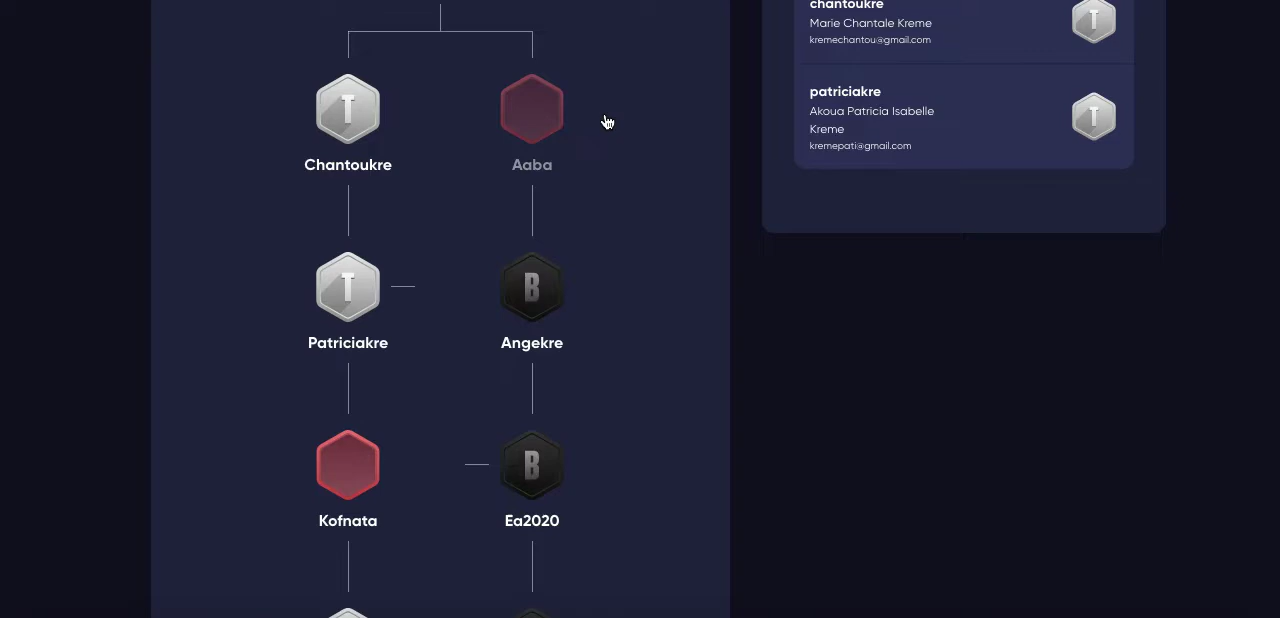 T
Chantoukre
Aaba
T
B
Patriciakre
Angekre
B
Kofnata
Ea2020
chantoukre
Marie Chantale Kreme
kremechantou@gmail.com
T
patriciakre
Akoua Patricia Isabelle
Kreme
kremepati@gmail.com
T